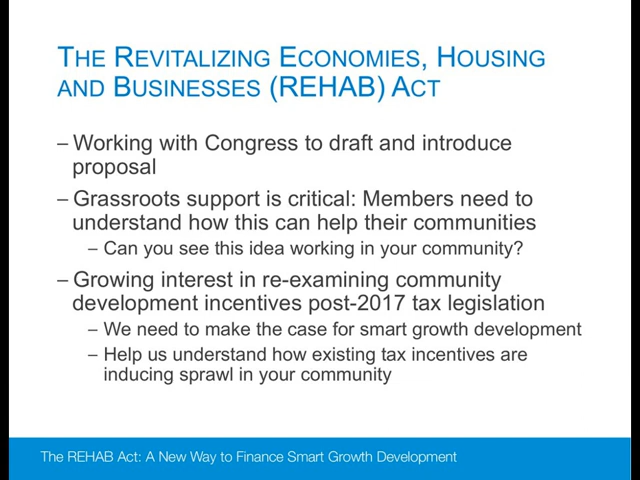 The Revitalizing Economies, Housing
and Businesses (REHAB) Act
– Working with Congress to draft and introduce
proposal
– Grassroots support is critical: Members need to
understand how this can help their communities
– Can you see this idea working in your community?
– Growing interest in re-examining community
development incentives post-2017 tax legislation
– We need to make the case for smart growth development
– Help us understand how existing tax incentives are
inducing sprawl in your community
The REHAB Act: A New Way to Finance Smart Growth Development